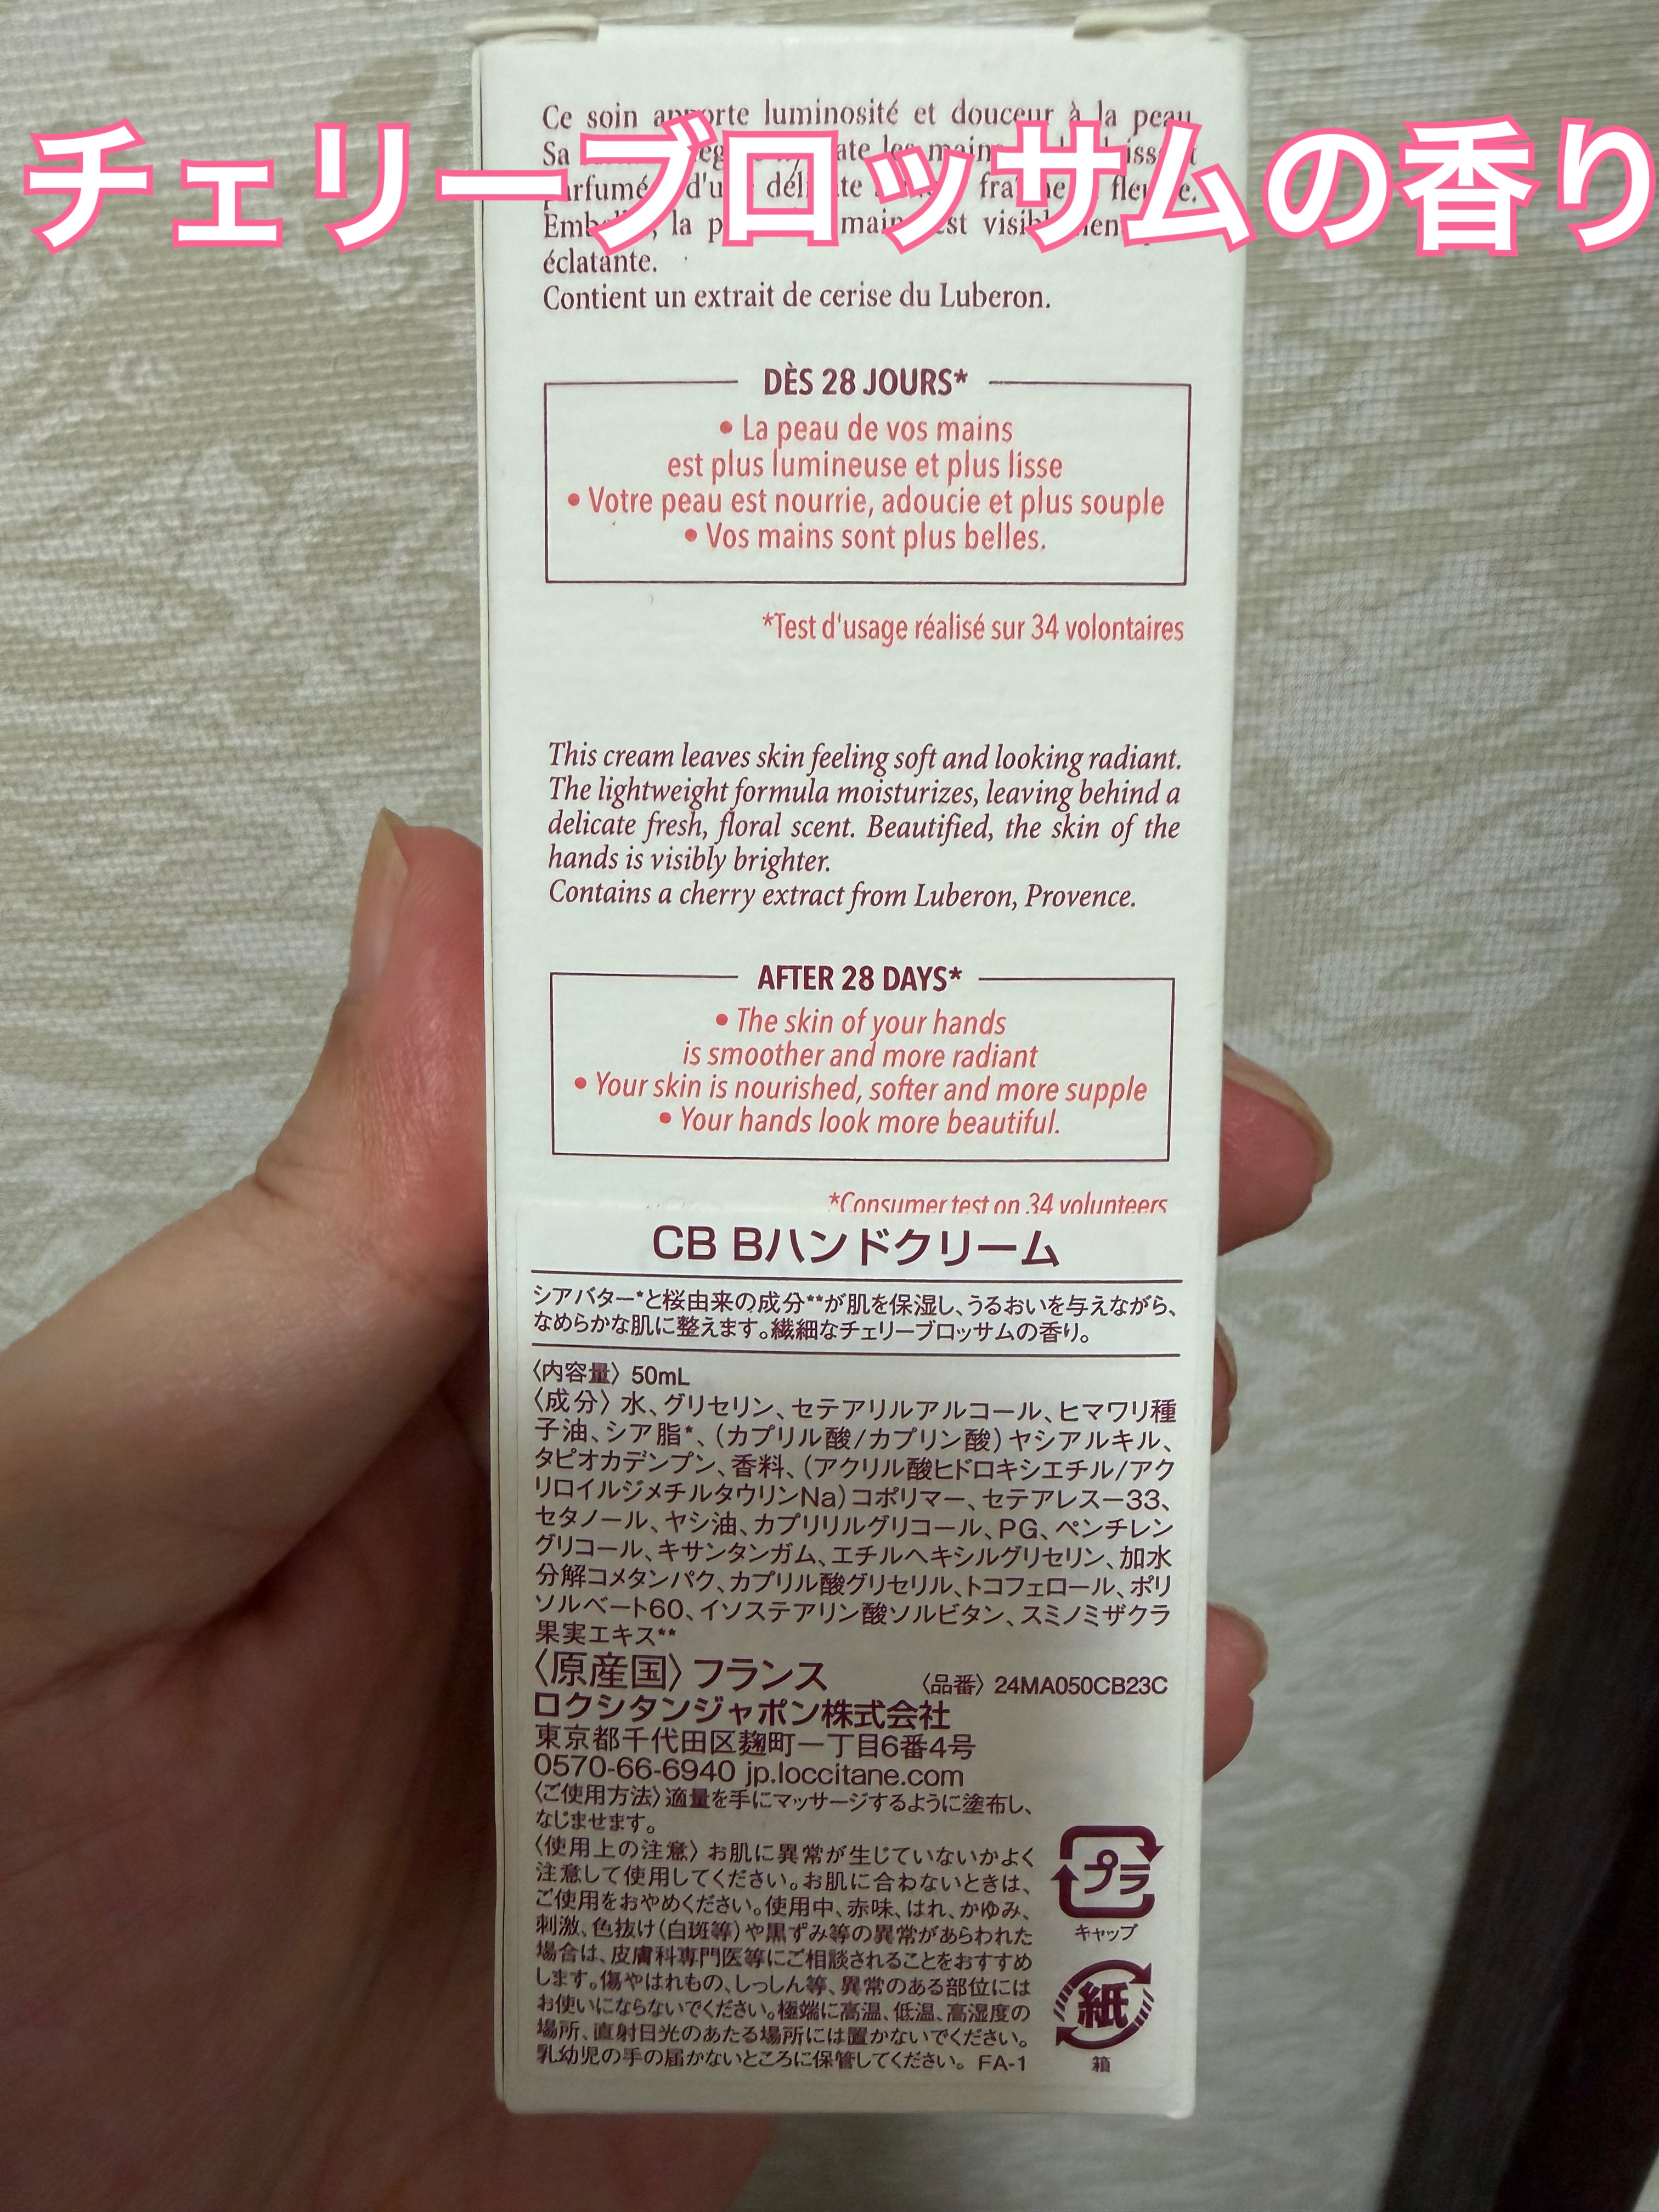 チェリーブロッサムの香り
Ce soin apporte luminosité et douceur à la peau
Sa
d'u
la p
éclatante.
Contient un extrait de cerise du Luberon.
DÈS 28 JOURS*
• La peau de vos mains
est plus lumineuse et plus lisse
• Votre peau est nourrie, adoucie et plus souple
• Vos mains sont plus belles.
*Test d'usage réalisé sur 34 volontaires
This cream leaves skin feeling soft and looking radiant.
The lightweight formula moisturizes, leaving behind a
delicate fresh, floral scent. Beautified, the skin of the
hands is visibly brighter.
Contains a cherry extract from Luberon, Provence.
AFTER 28 DAYS*
• The skin of your hands
is smoother and more radiant
• Your skin is nourished, softer and more supple
• Your hands look more beautiful.
*Consumer test on 34 volunteers
CB Bハンドクリーム
シアバター*と桜由来の成分**が肌を保湿し、うるおいを与えながら、
なめらかな肌に整えます。繊細なチェリーブロッサムの香り。
〈内容量〉 50mL
〈成分〉 水、グリセリン、セテアリルアルコール、ヒマワリ種
子油、シア脂*、(カプリル酸/カプリン酸)ヤシアルキル、
タピオカデンプン、香料、(アクリル酸ヒドロキシエチル/アク
リロイルジメチルタウリンNa)コポリマー、セテアレスー33、
セタノール、ヤシ油、カプリリルグリコール、PG、ペンチレン
グリコール、キサンタンガム、エチルヘキシルグリセリン、加水
分解コメタンパク、カプリル酸グリセリル、トコフェロール、ポリ
ソルベート60、イソステアリン酸ソルビタン、スミノミザクラ
果実エキス**
〈原産国〉フランス 〈品番〉 24MA050CB23C
ロクシタンジャポン株式会社
東京都千代田区麹町一丁目6番4号
0570-66-6940 jp.loccitane.com
〈ご使用方法〉適量を手にマッサージするように塗布し、
なじませます。
〈使用上の注意〉お肌に異常が生じていないかよく
注意して使用してください。お肌に合わないときは、
ご使用をおやめください。使用中、赤味、はれ、かゆみ、
刺激、色抜け(白斑等)や黒ずみ等の異常があらわれた
場合は、皮膚科専門医等にご相談されることをおすすめ
します。傷やはれもの、しっしん等、異常のある部位には
お使いにならないでください。極端に高温、低温、高湿度の
場所、直射日光のあたる場所には置かないでください。
乳幼児の手の届かないところに保管してください。 FA-1
プラ
キャップ
紙
箱